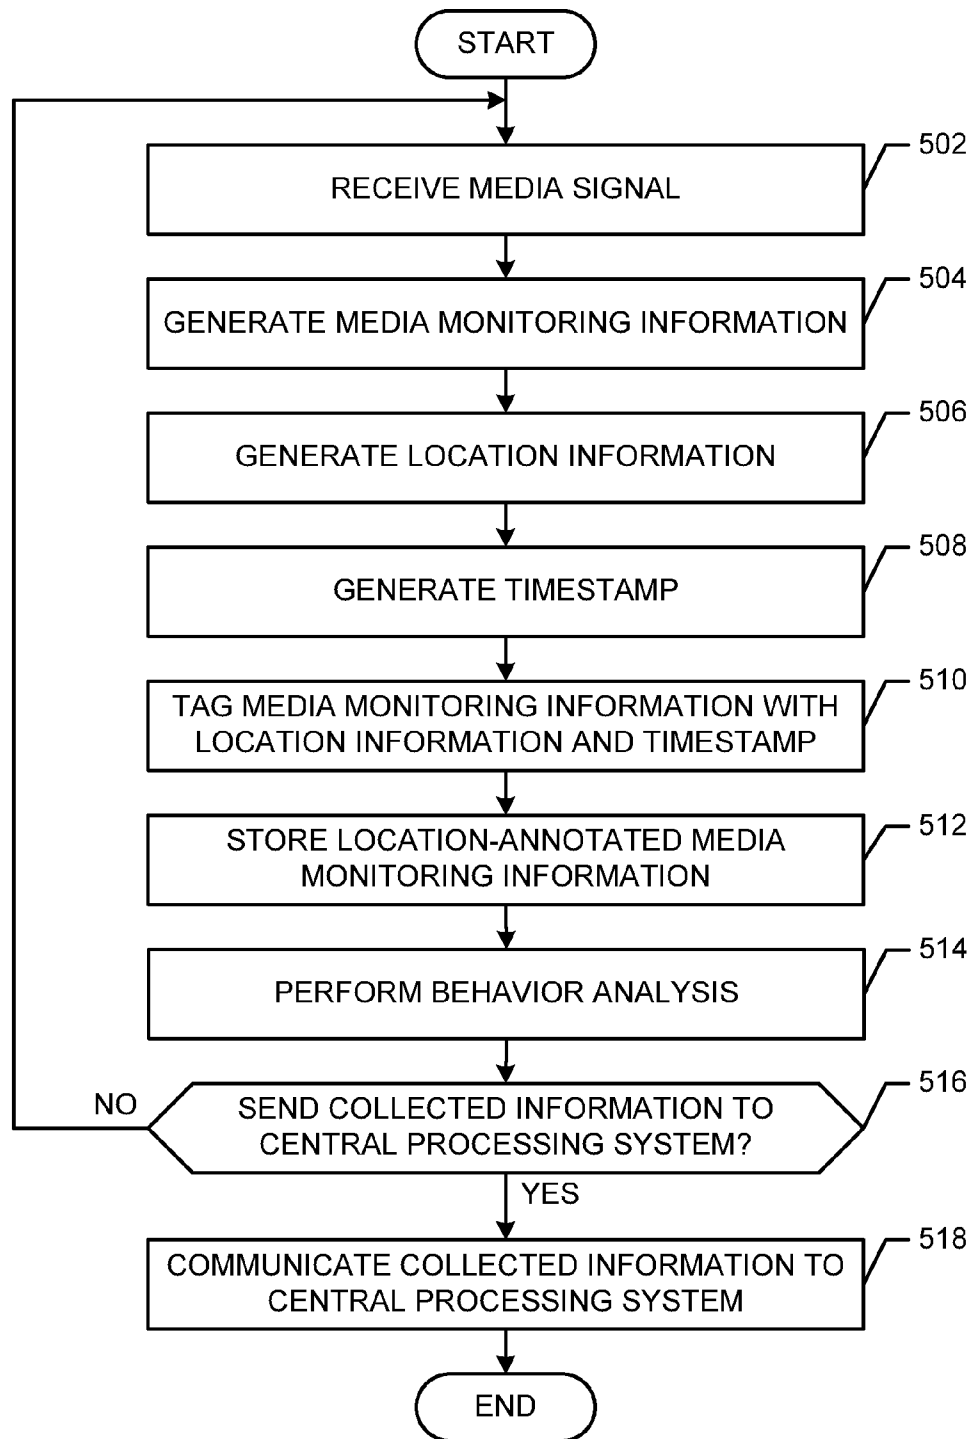 START
502
RECEIVE MEDIA SIGNAL
504
GENERATE MEDIA MONITORING INFORMATION
506
GENERATE LOCATION INFORMATION
508
GENERATE TIMESTAMP
510
TAG MEDIA MONITORING INFORMATION WITH
LOCATION INFORMATION AND TIMESTAMP
512
STORE LOCATION-ANNOTATED MEDIA
MONITORING INFORMATION
514
PERFORM BEHAVIOR ANALYSIS
516
NO
SEND COLLECTED INFORMATION TO
CENTRAL PROCESSING SYSTEM?
YES
518
COMMUNICATE COLLECTED INFORMATION TO
CENTRAL PROCESSING SYSTEM
END